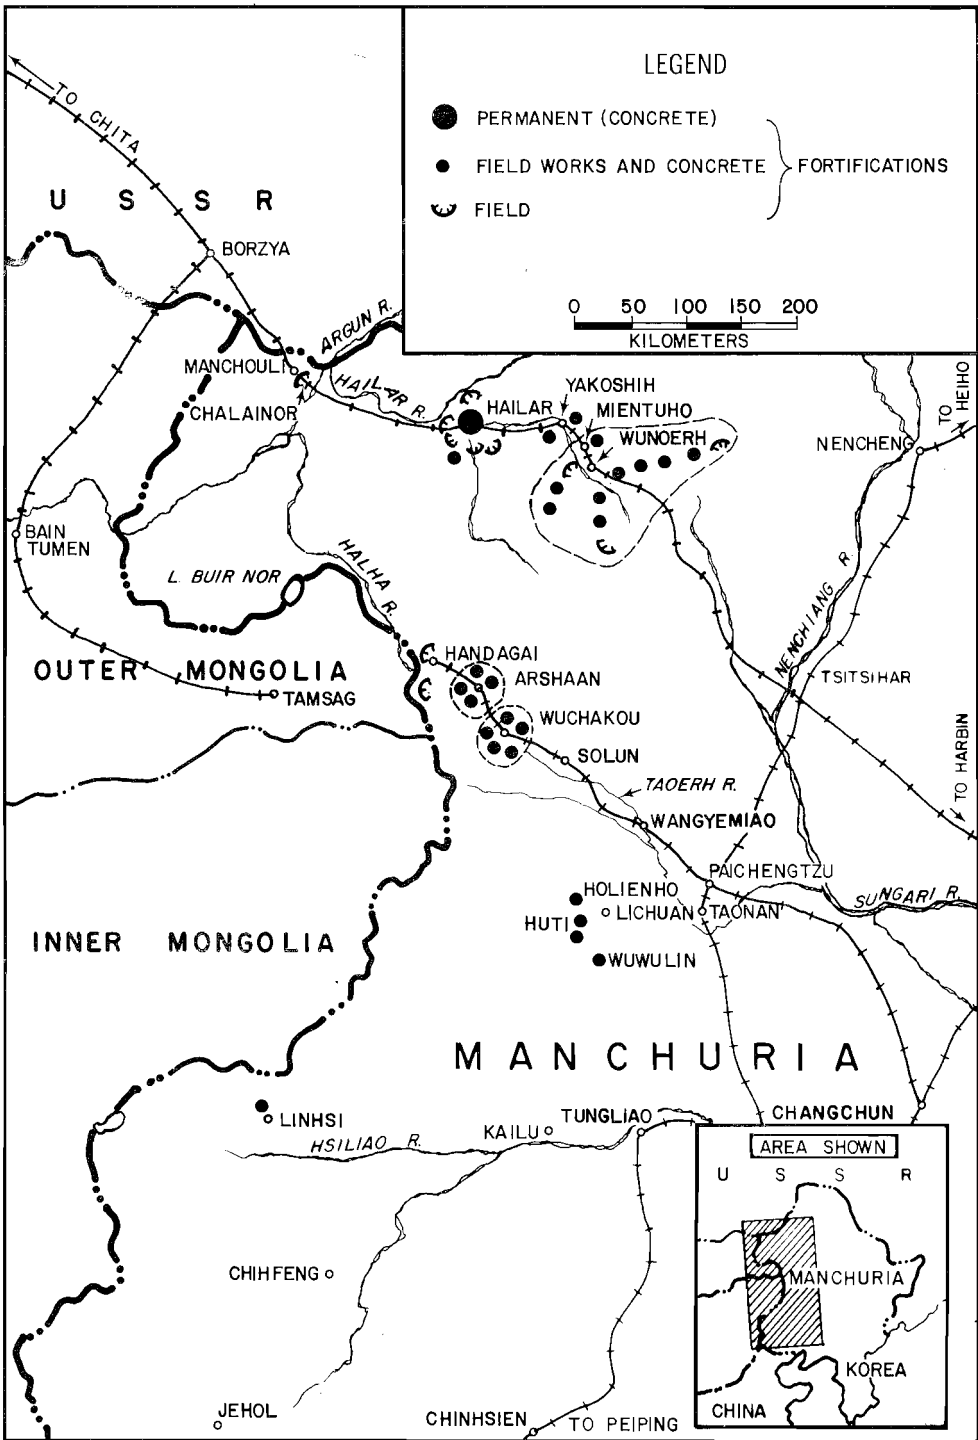 LEGEND
PERMANENT (CONCRETE)
FIELD WORKS AND CONCRETE
FORTIFICATIONS
FIELD
0 50 100 150 200
KILOMETERS
TO CHITA
U S S R
BORZYA
ARGUN R.
MANCHOULI
HAILAR R.
CHALAINOR
HAILAR
YAKOSHIH
MIENTUHO
WUNOERH
NENCHENG
TO HEIHO
BAIN
TUMEN
HALHA R.
L. BUIR NOR
NENCHIANG R.
OUTER MONGOLIA
HANDAGAI
TAMSAG
ARSHAAN
TSITSIHAR
WUCHAKOU
SOLUN
TAOERH R.
TO HARBIN
WANGYEMIAO
PAICHENGTZU
HOLIENHO
LICHUAN
TAONAN
SUNGARI R.
HUTI
INNER MONGOLIA
WUWULIN
MANCHURIA
LINHSI
TUNGLIAO
CHANGCHUN
KAILU
HSILIAO R.
AREA SHOWN
U S S R
CHIHFENG
MANCHURIA
KOREA
CHINA
JEHOL
CHINHSIEN
TO PEIPING